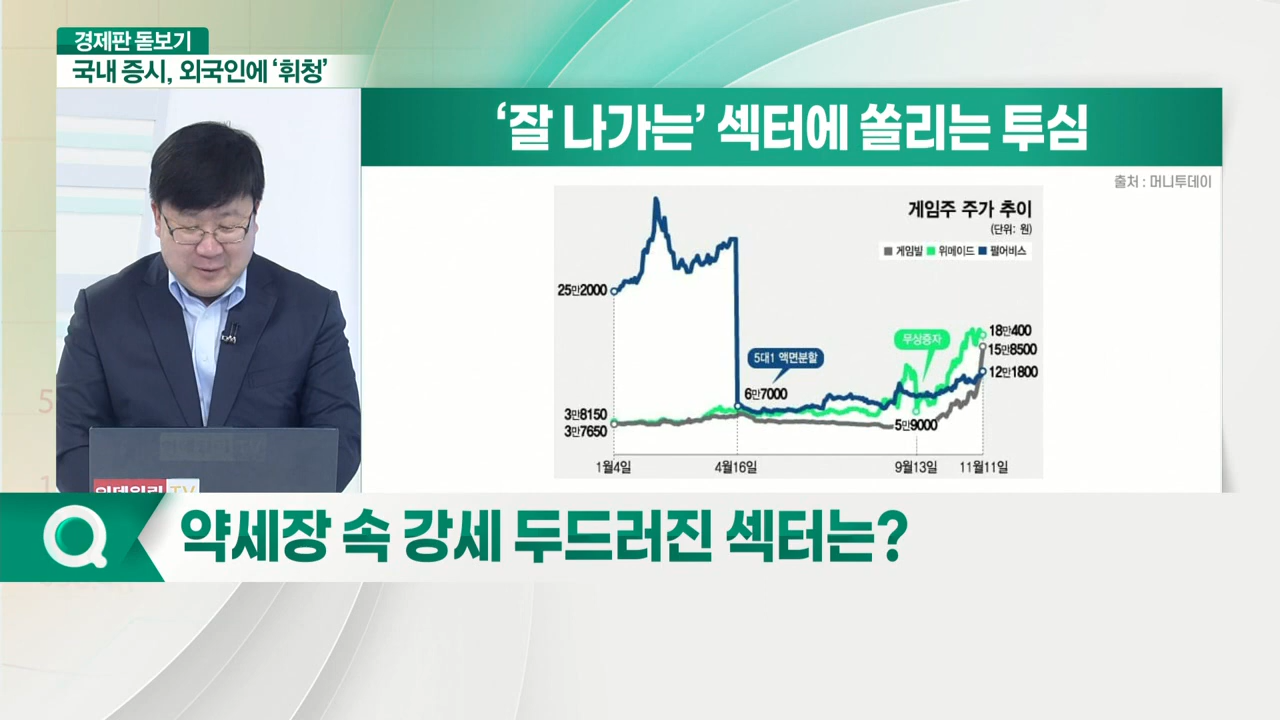 경제판 돋보기
국내 증시, 외국인에 ‘휘청’
‘잘 나가는’ 섹터에 쏠리는 투심
출처 : 머니투데이
게임주 주가 추이
(단위: 원)
게임빌 위메이드 펄어비스
25만2000
18만400
무상증자
15만8500
5대1 액면분할
12만1800
6만7000
3만8150
3만7650
5만9000
1월4일 4월16일 9월13일 11월11일
이데일리 TV
약세장 속 강세 두드러진 섹터는?